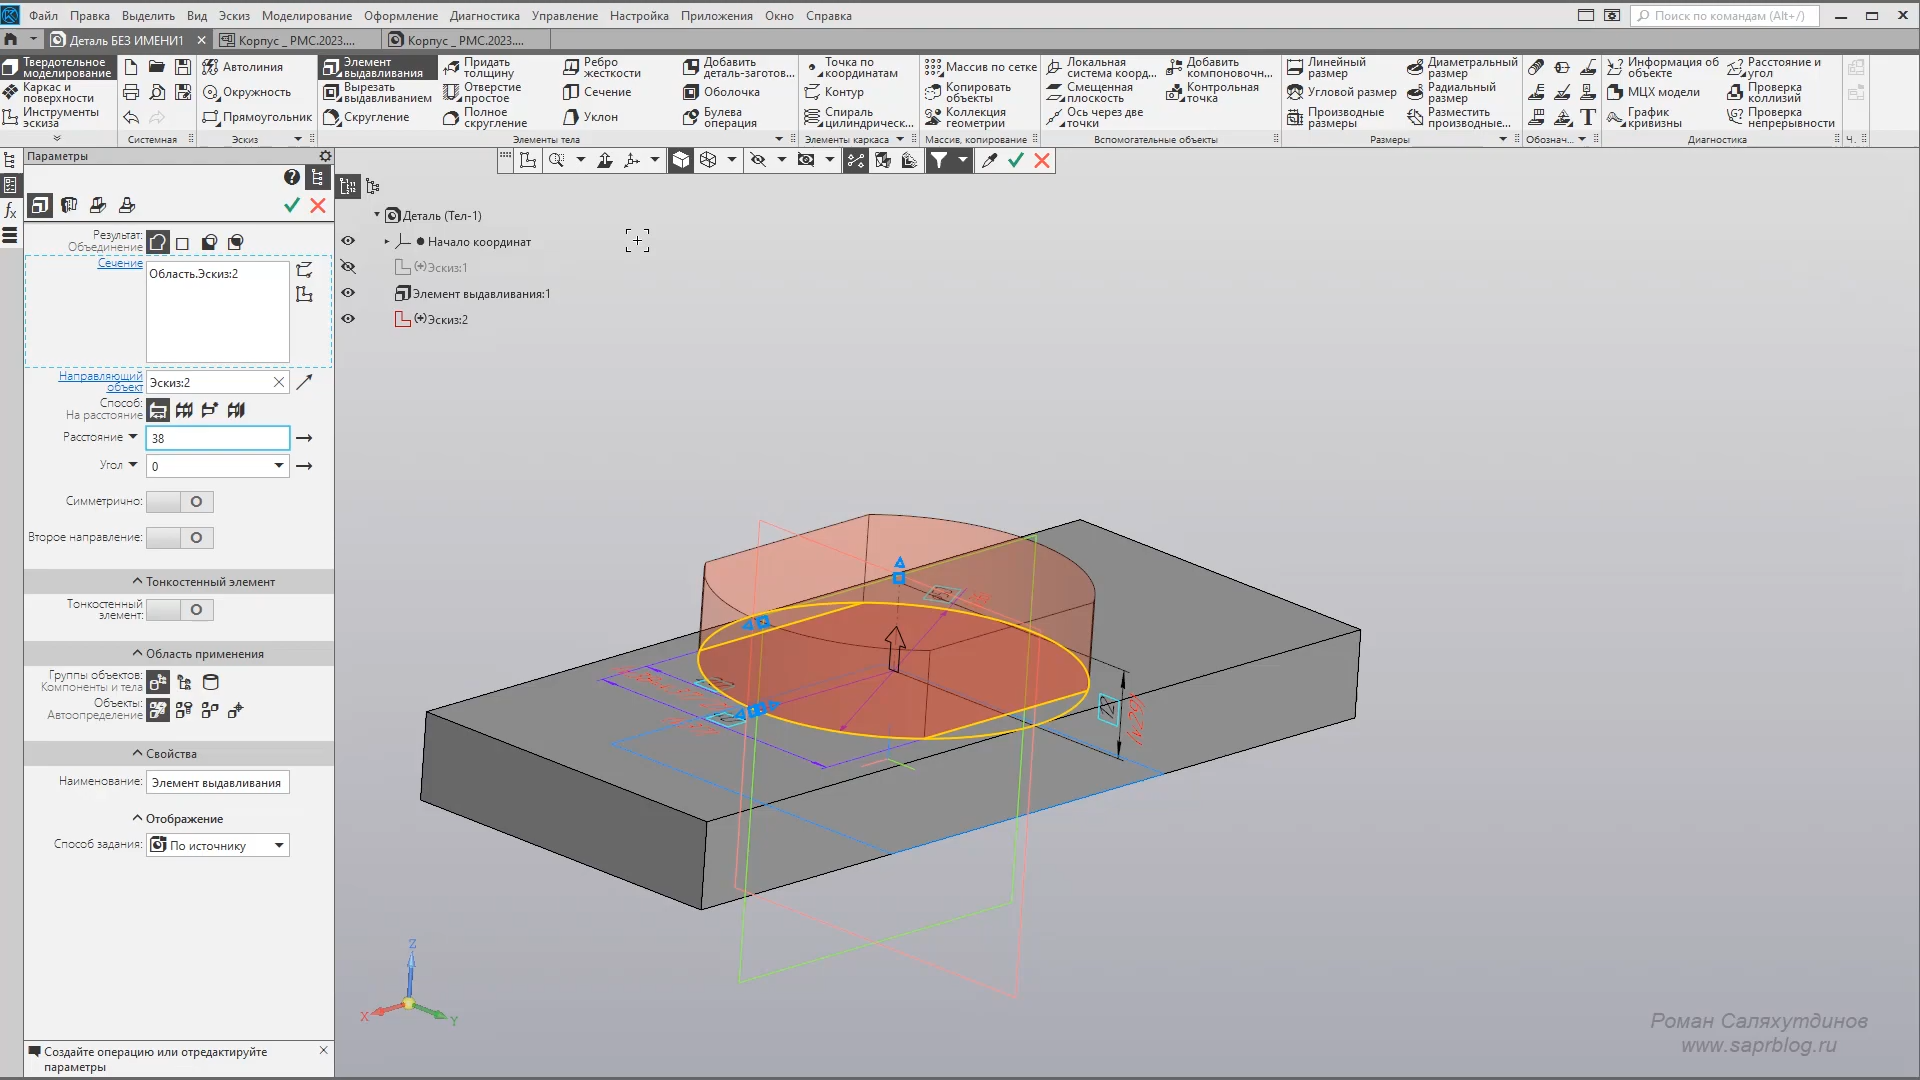 Файл Правка Выделить Вид Эскиз Моделирование Оформление Диагностика Управление Настройка Приложения Окно Справка
Поиск по командам (Alt+/)
Деталь БЕЗ ИМЕНИ1
Корпус _ РМС.2023....
Корпус _ РМС.2023....
Твердотельное
моделирование
Каркас и
поверхности
Инструменты
эскиза
Системная
Автолиния
Окружность
Прямоугольник
Эскиз
Элемент
выдавливания
Вырезать
выдавливанием
Скругление
Придать
толщину
Отверстие
простое
Полное
скругление
Ребро
жесткости
Сечение
Уклон
Добавить
деталь-заготов...
Оболочка
Булева
операция
Элементы тела
Точка по
координатам
Контур
Спираль
цилиндрическ...
Элементы каркаса
Массив по сетке
Копировать
объекты
Коллекция
геометрии
Массив, копирование
Локальная
система коорд...
Смещенная
плоскость
Ось через две
точки
Добавить
компоновочн...
Контрольная
точка
Вспомогательные объекты
Линейный
размер
Угловой размер
Производные
размеры
Диаметральный
размер
Радиальный
размер
Разместить
производные...
Размеры
Обознач...
Информация об
объекте
МЦХ модели
График
кривизны
Расстояние и
угол
Проверка
коллизий
Проверка
непрерывности
Диагностика
Ч...
Параметры
Результат:
Объединение
Сечение
Область.Эскиз:2
Направляющий
объект
Эскиз:2
Способ:
На расстояние
Расстояние
38
Угол
0
Симметрично:
Второе направление:
Тонкостенный элемент
Тонкостенный
элемент:
Область применения
Группы объектов:
Компоненты и тела
Объекты:
Автоопределение
Свойства
Наименование:
Элемент выдавливания
Отображение
Способ задания:
По источнику
Создайте операцию или отредактируйте
параметры
Деталь (Тел-1)
Начало координат
(+)Эскиз:1
Элемент выдавливания:1
(+)Эскиз:2
Z
X
Y
Роман Саляхутдинов
www.saprblog.ru